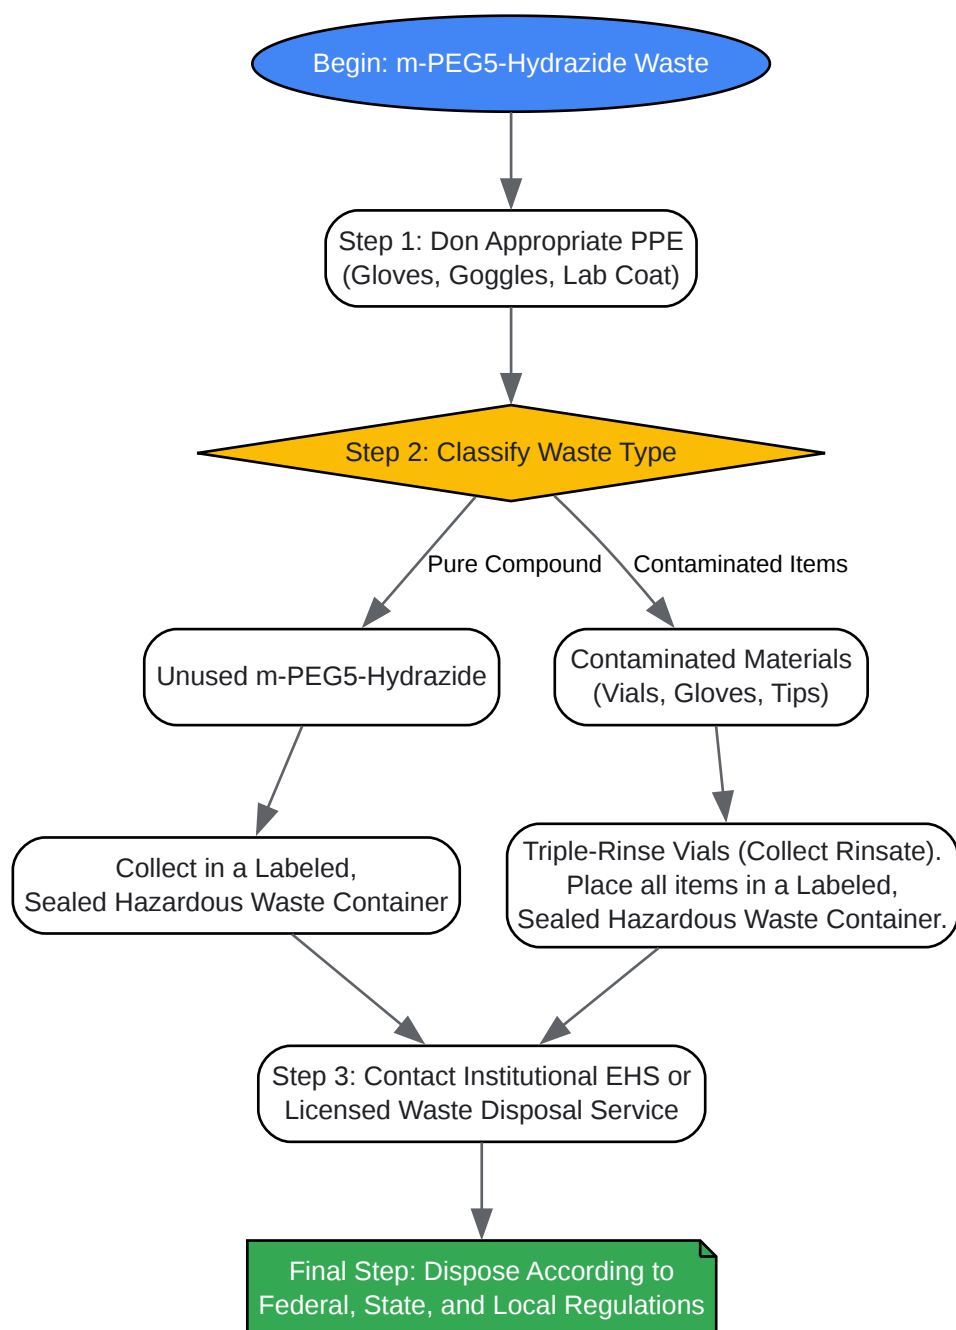 Begin: m-PEG5-Hydrazide Waste
Step 1: Don Appropriate PPE
(Gloves, Goggles, Lab Coat)
Step 2: Classify Waste Type
Pure Compound
Contaminated Items
Unused m-PEG5-Hydrazide
Contaminated Materials
(Vials, Gloves, Tips)
Collect in a Labeled,
Sealed Hazardous Waste Container
Triple-Rinse Vials (Collect Rinsate).
Place all items in a Labeled,
Sealed Hazardous Waste Container.
Step 3: Contact Institutional EHS or
Licensed Waste Disposal Service
Final Step: Dispose According to
Federal, State, and Local Regulations